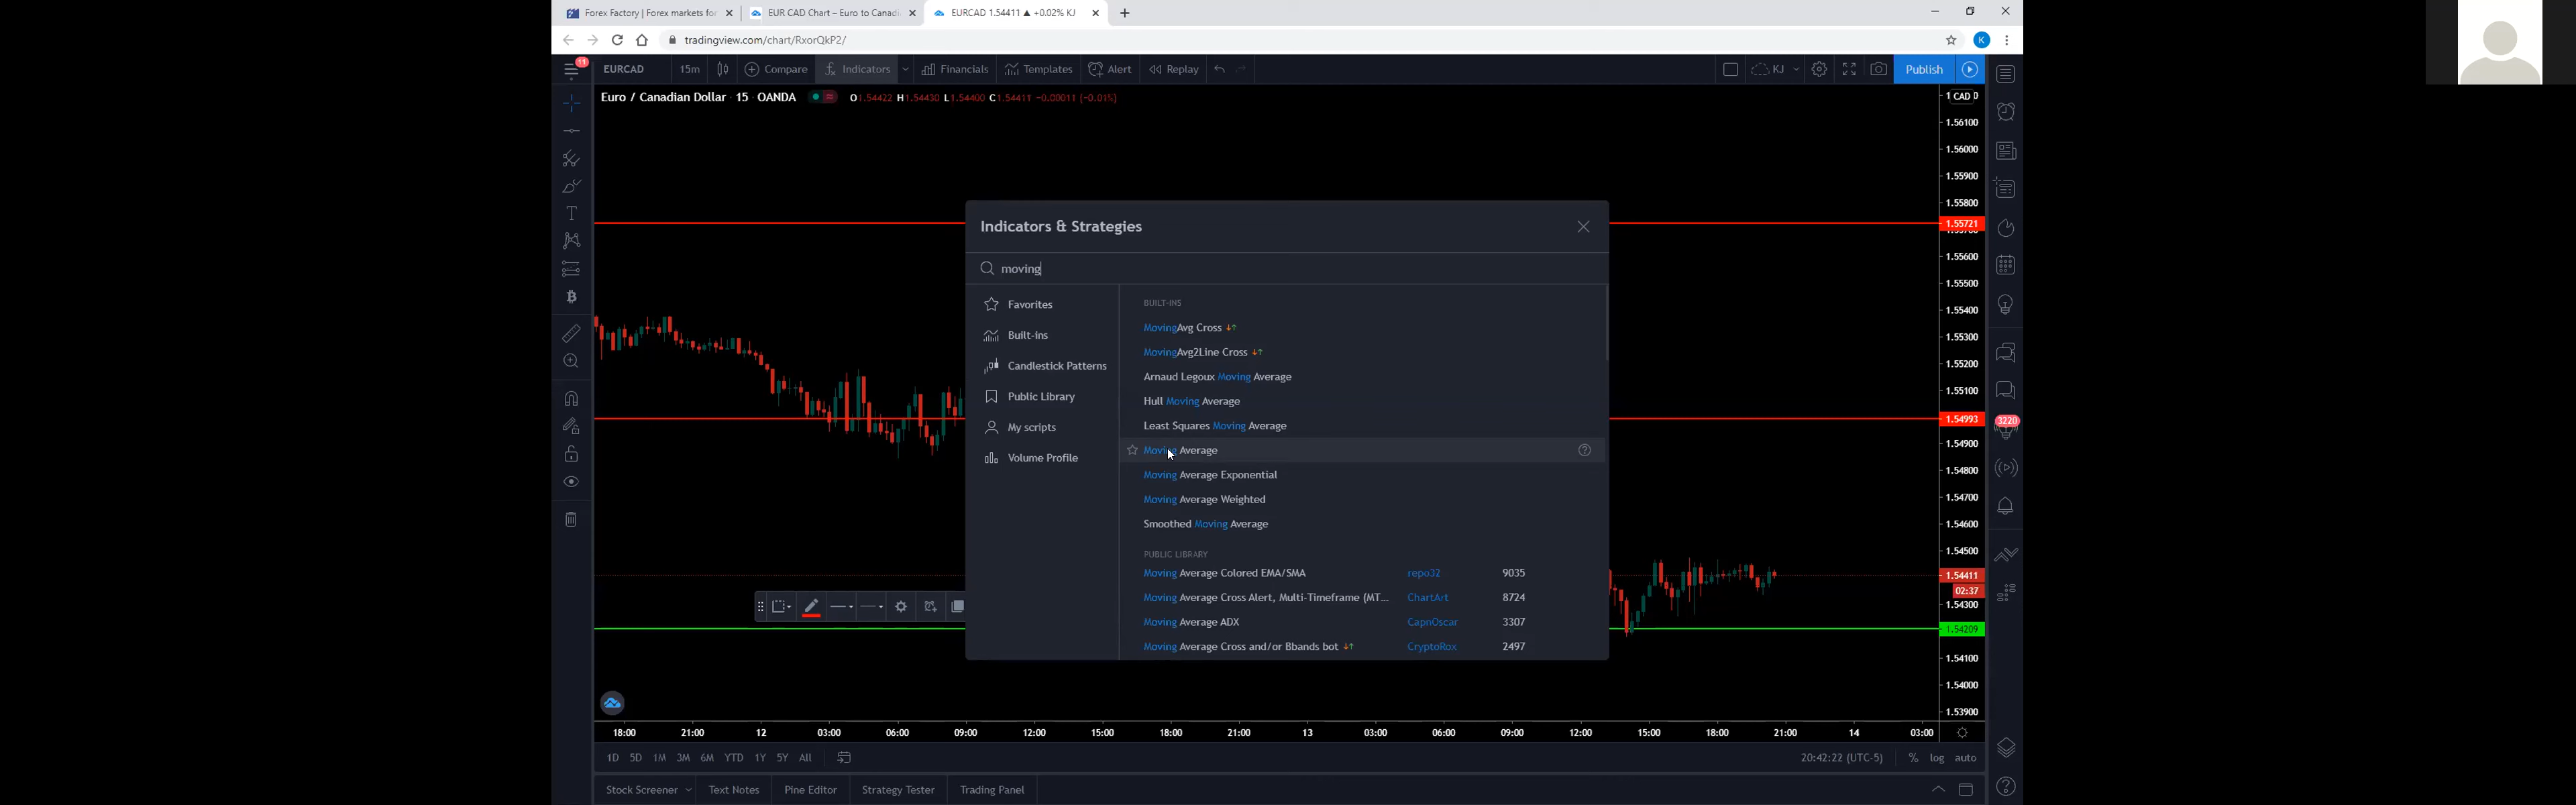 Forex Factory | Forex markets fo
EUR CAD Chart – Euro to Canadi
EURCAD 1.54411 ▲ +0.02% KJ
tradingview.com/chart/RxorQkP2/
K
11
EURCAD 15m Compare Indicators Financials Templates Alert Replay KJ Publish
Euro / Canadian Dollar · 15 · OANDA O1.54422 H1.54430 L1.54400 C1.54411 −0.00011 (−0.01%)
CAD
1.56100
1.56000
1.55900
1.55800
1.55721
1.55600
1.55500
1.55400
1.55300
1.55200
1.55100
1.54993
1.54900
1.54800
1.54700
1.54600
1.54500
1.54411
02:37
1.54300
1.54209
1.54100
1.54000
1.53900
3220
Indicators & Strategies
moving
Favorites
Built-ins
Candlestick Patterns
Public Library
My scripts
Volume Profile
BUILT-INS
MovingAvg Cross
MovingAvg2Line Cross
Arnaud Legoux Moving Average
Hull Moving Average
Least Squares Moving Average
Moving Average
Moving Average Exponential
Moving Average Weighted
Smoothed Moving Average
PUBLIC LIBRARY
Moving Average Colored EMA/SMA repo32 9035
Moving Average Cross Alert, Multi-Timeframe (MT... ChartArt 8724
Moving Average ADX CapnOscar 3307
Moving Average Cross and/or Bbands bot CryptoRox 2497
18:00 21:00 12 03:00 06:00 09:00 12:00 15:00 18:00 21:00 13 03:00 06:00 09:00 12:00 15:00 18:00 21:00 14 03:00
1D 5D 1M 3M 6M YTD 1Y 5Y All 20:42:22 (UTC-5) % log auto
Stock Screener Text Notes Pine Editor Strategy Tester Trading Panel